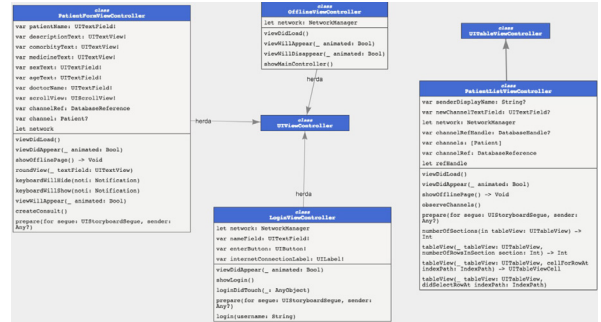 class
PatientFormViewController
var patientName: UITextField!
var descriptionText: UITextView!
var comorbityText: UITextView!
var medicineText: UITextView!
var sexText: UITextField!
var ageText: UITextField!
var doctorName: UITextField!
var scrollView: UIScrollView!
var channelRef: DatabaseReference
var channel: Patient?
let network
viewDidLoad()
viewDidAppear(_ animated: Bool)
showOfflinePage() -> Void
roundView(_ textField: UITextView)
keyboardWillHide(noti: Notification)
keyboardWillShow(noti: Notification)
viewWillAppear(_ animated: Bool)
createConsult()
prepare(for segue: UIStoryboardSegue, sender:
Any?)
class
OfflineViewController
let network: NetworkManager
viewDidLoad()
viewWillAppear(_ animated: Bool)
viewWillDisappear(_ animated: Bool)
showMainController()
herda
herda
class
UIViewController
herda
class
LoginViewController
let network: NetworkManager
var nameField: UITextField!
var enterButton: UIButton!
var internetConnectionLabel: UILabel!
viewDidAppear(_ animated: Bool)
showLogin()
loginDidTouch(_: AnyObject)
prepare(for segue: UIStoryboardSegue, sender:
Any?)
login(username: String)
class
UITableViewController
class
PatientListViewController
var senderDisplayName: String?
var newChannelTextField: UITextField?
let network: NetworkManager
var channelRefHandle: DatabaseHandle?
var channels: [Patient]
var channelRef: DatabaseReference
let refHandle
viewDidLoad()
viewDidAppear(_ animated: Bool)
showOfflinePage() -> Void
observeChannels()
prepare(for segue: UIStoryboardSegue, sender:
Any?)
numberOfSections(in tableView: UITableView) ->
Int
tableView(_ tableView: UITableView,
numberOfRowsInSection section: Int) -> Int
tableView(_ tableView: UITableView, cellForRowAt
indexPath: IndexPath) -> UITableViewCell
tableView(_ tableView: UITableView,
didSelectRowAt indexPath: IndexPath)